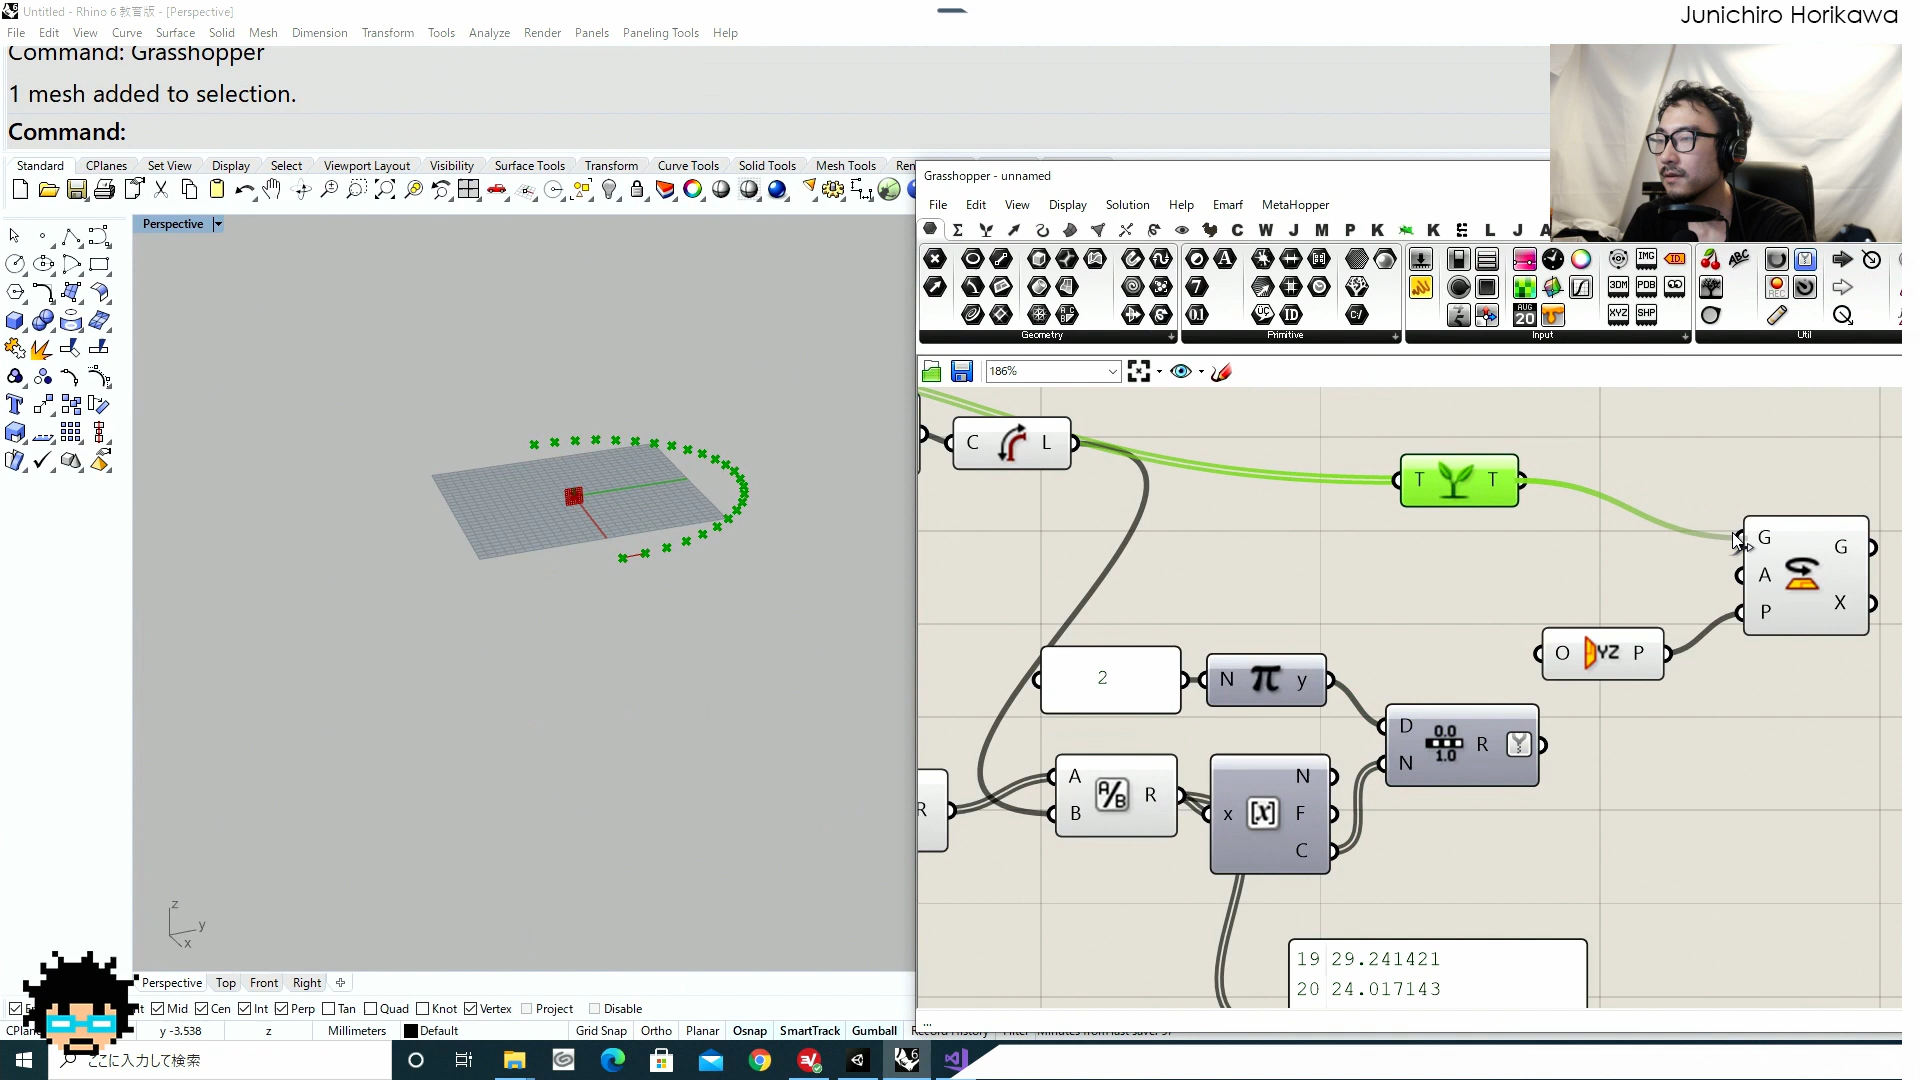 Untitled - Rhino 6 教育版 - [Perspective]
Junichiro Horikawa
File Edit View Curve Surface Solid Mesh Dimension Transform Tools Analyze Render Panels Paneling Tools Help
Command: Grasshopper
1 mesh added to selection.
Command:
Standard CPlanes Set View Display Select Viewport Layout Visibility Surface Tools Transform Curve Tools Solid Tools Mesh Tools
Grasshopper - unnamed
File Edit View Display Solution Help Emarf MetaHopper
C W J M P K K L J
Geometry Primitive Input Util
186%
Perspective
C L
T T
G G
A
P X
O YZ P
2
N π y
D
0.0
1.0
R
N
A
A/B
R
B
R
N
x [x] F
C
19 29.241421
20 24.017143
z
y
x
Perspective Top Front Right
Mid Cen Int Perp Tan Quad Knot Vertex Project Disable
y -3.538 z Millimeters Default Grid Snap Ortho Planar Osnap SmartTrack Gumball
...
ここに入力して検索